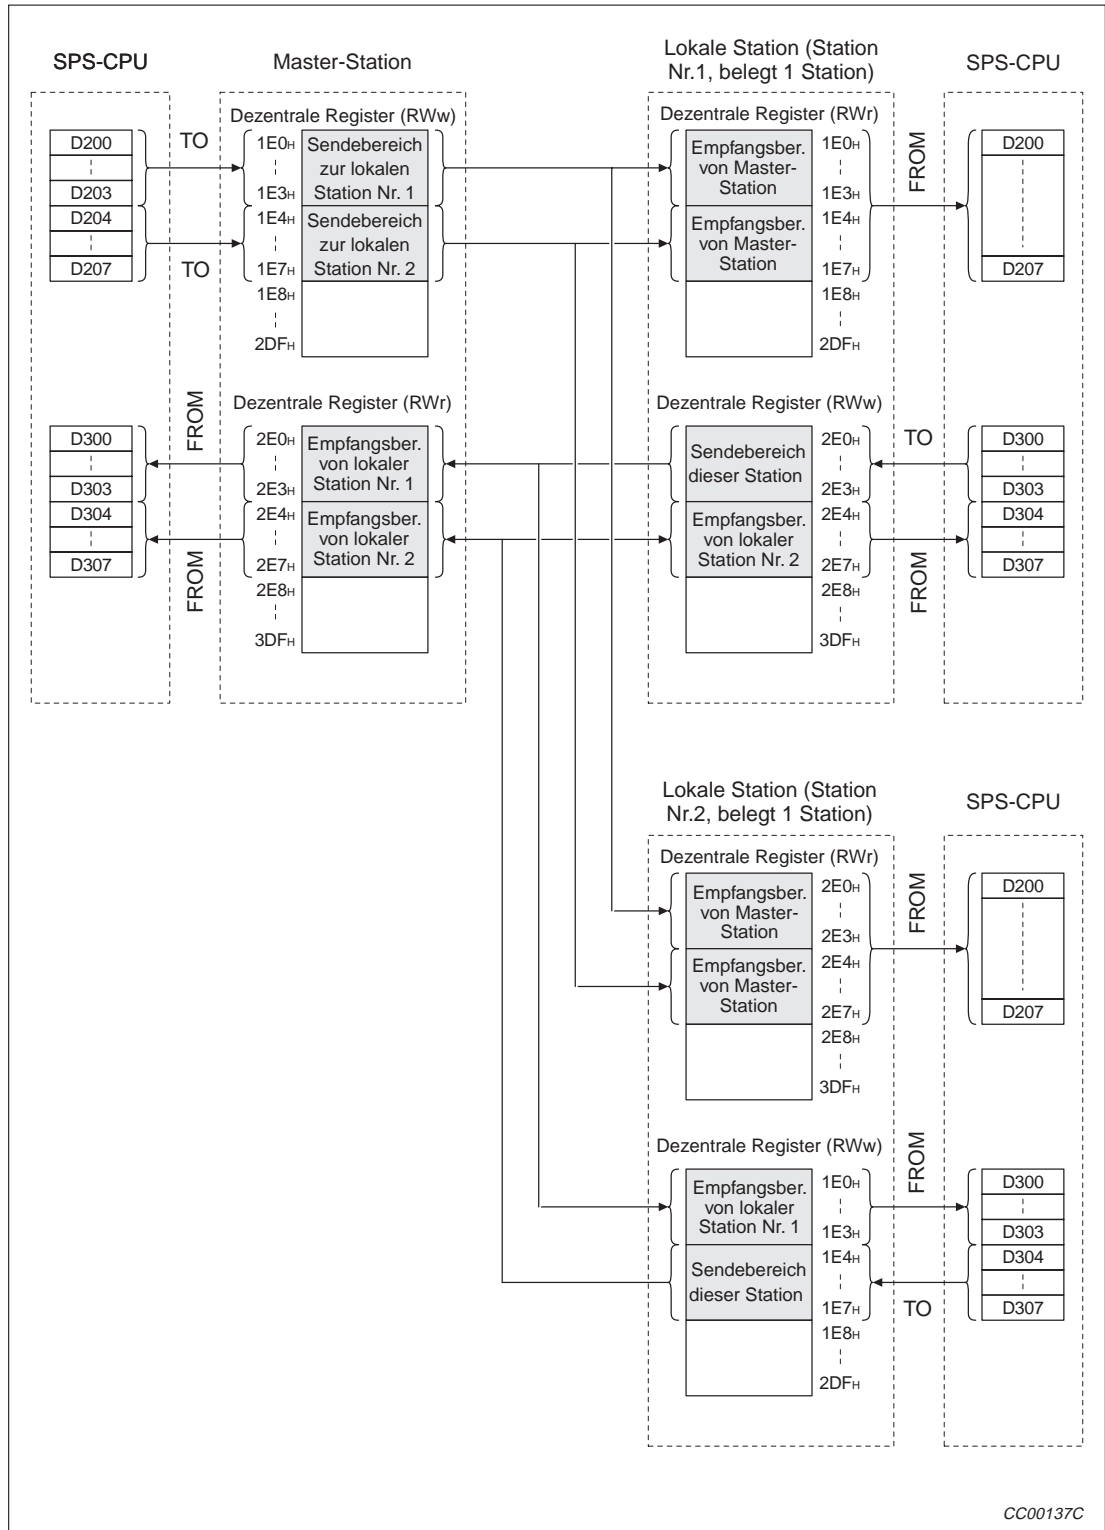 SPS-CPU
Master-Station
Dezentrale Register (RWw)
D200
D203
D204
D207
TO
TO
1E0H
1E3H
1E4H
1E7H
1E8H
2DFH
Sendebereich
zur lokalen
Station Nr. 1
Sendebereich
zur lokalen
Station Nr. 2
Dezentrale Register (RWr)
D300
D303
D304
D307
FROM
FROM
2E0H
2E3H
2E4H
2E7H
2E8H
3DFH
Empfangsber.
von lokaler
Station Nr. 1
Empfangsber.
von lokaler
Station Nr. 2
Lokale Station (Station
Nr.1, belegt 1 Station)
SPS-CPU
Dezentrale Register (RWr)
Empfangsber.
von Master-
Station
Empfangsber.
von Master-
Station
1E0H
1E3H
1E4H
1E7H
1E8H
2DFH
FROM
D200
D207
Dezentrale Register (RWw)
Sendebereich
dieser Station
Empfangsber.
von lokaler
Station Nr. 2
2E0H
2E3H
2E4H
2E7H
2E8H
3DFH
TO
FROM
D300
D303
D304
D307
Lokale Station (Station
Nr.2, belegt 1 Station)
SPS-CPU
Dezentrale Register (RWr)
Empfangsber.
von Master-
Station
Empfangsber.
von Master-
Station
2E0H
2E3H
2E4H
2E7H
2E8H
3DFH
FROM
D200
D207
Dezentrale Register (RWw)
Empfangsber.
von lokaler
Station Nr. 1
Sendebereich
dieser Station
1E0H
1E3H
1E4H
1E7H
1E8H
2DFH
FROM
TO
D300
D303
D304
D307
CC00137C